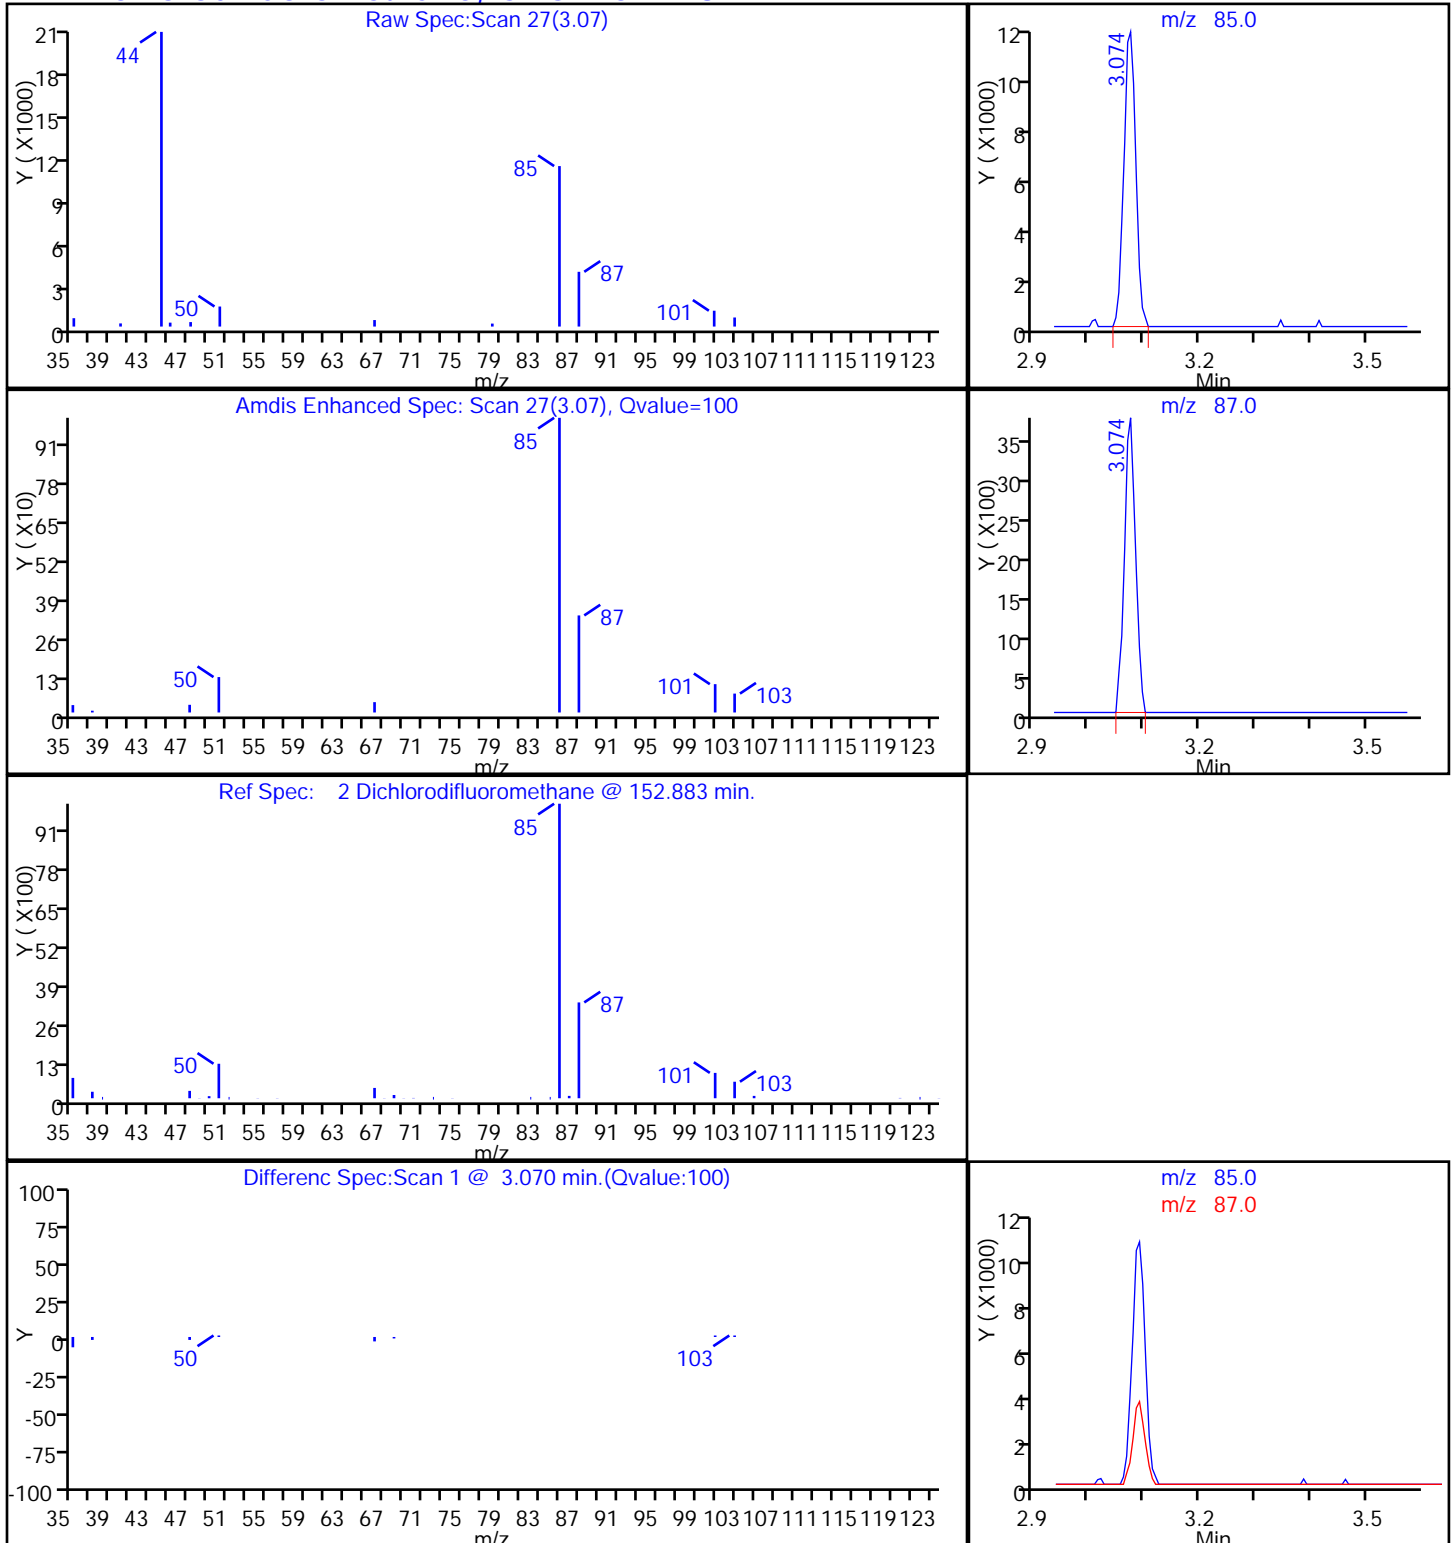 Raw Spec:Scan 27(3.07)
Y ( X1000)
21
18
15
12
9
6
3
0
44
50
85
87
101
35 39 43 47 51 55 59 63 67 71 75 79 83 87 91 95 99 103 107 111 115 119 123
m/z
m/z 85.0
Y ( X1000)
12
10
8
6
4
2
0
3.074
2.9 3.2 3.5
Min
Amdis Enhanced Spec: Scan 27(3.07), Qvalue=100
Y ( X10)
91
78
65
52
39
26
13
0
50
85
87
101
103
35 39 43 47 51 55 59 63 67 71 75 79 83 87 91 95 99 103 107 111 115 119 123
m/z
m/z 87.0
Y ( X100)
35
30
25
20
15
10
5
0
3.074
2.9 3.2 3.5
Min
Ref Spec: 2 Dichlorodifluoromethane @ 152.883 min.
Y ( X100)
91
78
65
52
39
26
13
0
50
85
87
101
103
35 39 43 47 51 55 59 63 67 71 75 79 83 87 91 95 99 103 107 111 115 119 123
m/z
Differenc Spec:Scan 1 @ 3.070 min.(Qvalue:100)
Y
100
75
50
25
0
-25
-50
-75
-100
50
103
35 39 43 47 51 55 59 63 67 71 75 79 83 87 91 95 99 103 107 111 115 119 123
m/z
m/z 85.0
m/z 87.0
Y ( X1000)
12
10
8
6
4
2
0
2.9 3.2 3.5
Min